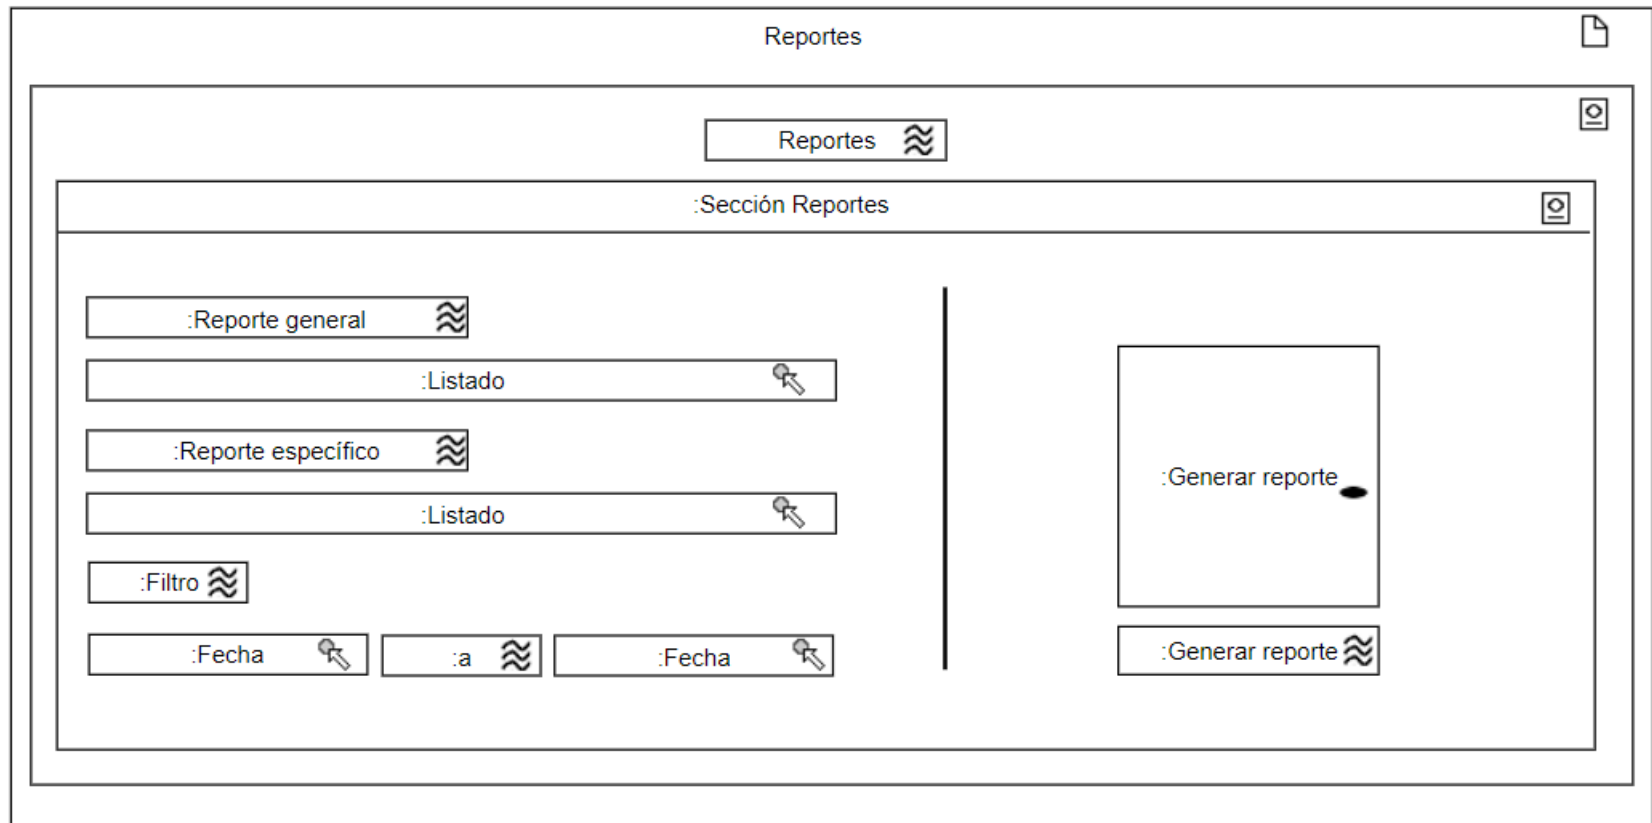 Reportes
Reportes
:Sección Reportes
:Reporte general
:Listado
:Reporte específico
:Listado
:Filtro
:Fecha
:a
:Fecha
:Generar reporte
:Generar reporte